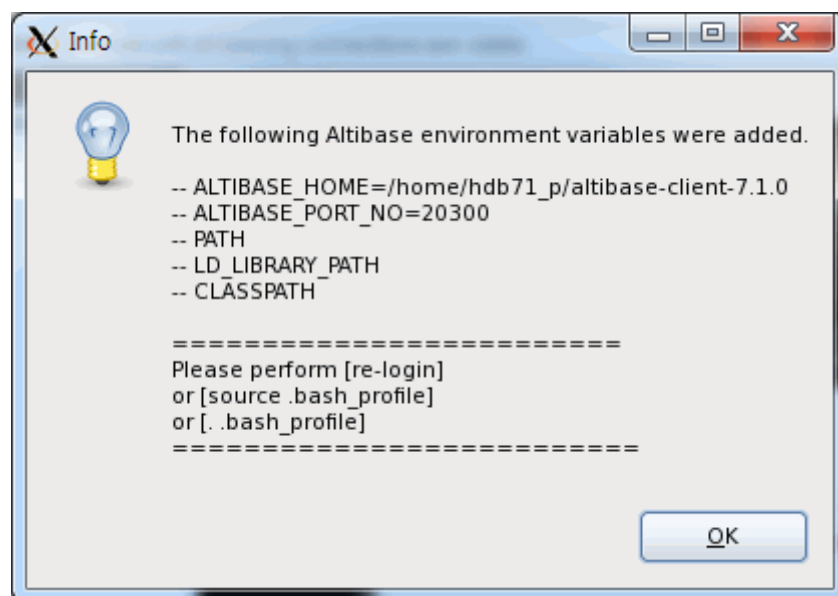 Info
The following Altibase environment variables were added.
-- ALTIBASE_HOME=/home/hdb71_p/altibase-client-7.1.0
-- ALTIBASE_PORT_NO=20300
-- PATH
-- LD_LIBRARY_PATH
-- CLASSPATH
=========================
Please perform [re-login]
or [source .bash_profile]
or [. .bash_profile]
==========================
OK